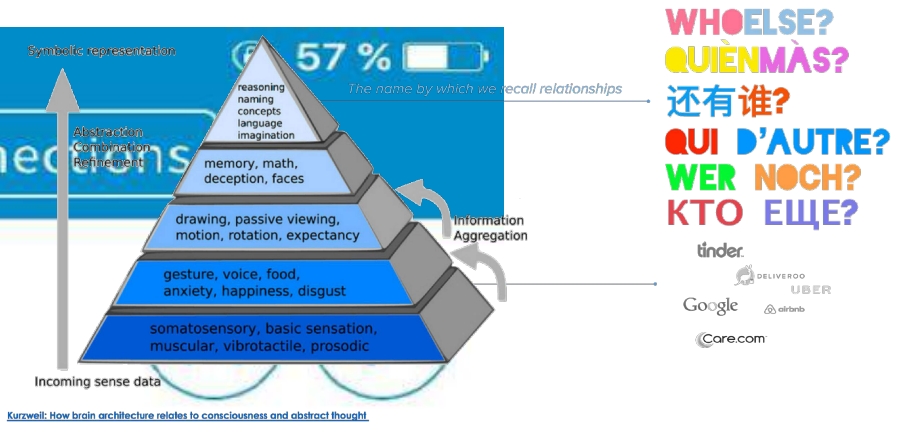 Symbolic representation
57 %
Abstraction
Combination
Refinement
nections
reasoning
naming
concepts
language
imagination
memory, math,
deception, faces
drawing, passive viewing,
motion, rotation, expectancy
gesture, voice, food,
anxiety, happiness, disgust
somatosensory, basic sensation,
muscular, vibrotactile, prosodic
Information
Aggregation
Incoming sense data
The name by which we recall relationships
WHOELSE?
QUIÈNMÀS?
还有谁?
QUI D'AUTRE?
WER NOCH?
КТО ЕЩЕ?
tinder
DELIVEROO
UBER
Google
airbnb
Care.com
Kurzweil: How brain architecture relates to consciousness and abstract thought